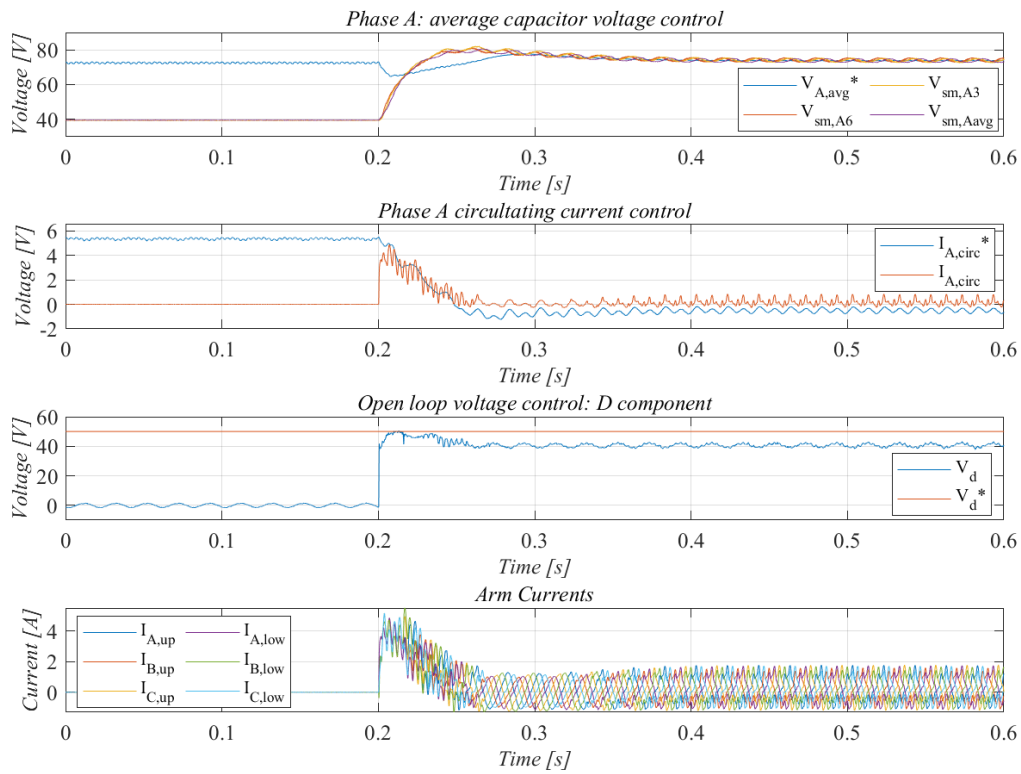 Phase A: average capacitor voltage control
Voltage [V]
80
60
40
V_A,avg* V_sm,A3
V_sm,A6 V_sm,Aavg
0 0.1 0.2 0.3 0.4 0.5 0.6
Time [s]
Phase A circultating current control
Voltage [V]
6
4
2
0
-2
I_A,circ*
I_A,circ
0 0.1 0.2 0.3 0.4 0.5 0.6
Time [s]
Open loop voltage control: D component
Voltage [V]
60
40
20
0
V_d
V_d*
0 0.1 0.2 0.3 0.4 0.5 0.6
Time [s]
Arm Currents
Current [A]
4
2
0
I_A,up I_A,low
I_B,up I_B,low
I_C,up I_C,low
0 0.1 0.2 0.3 0.4 0.5 0.6
Time [s]